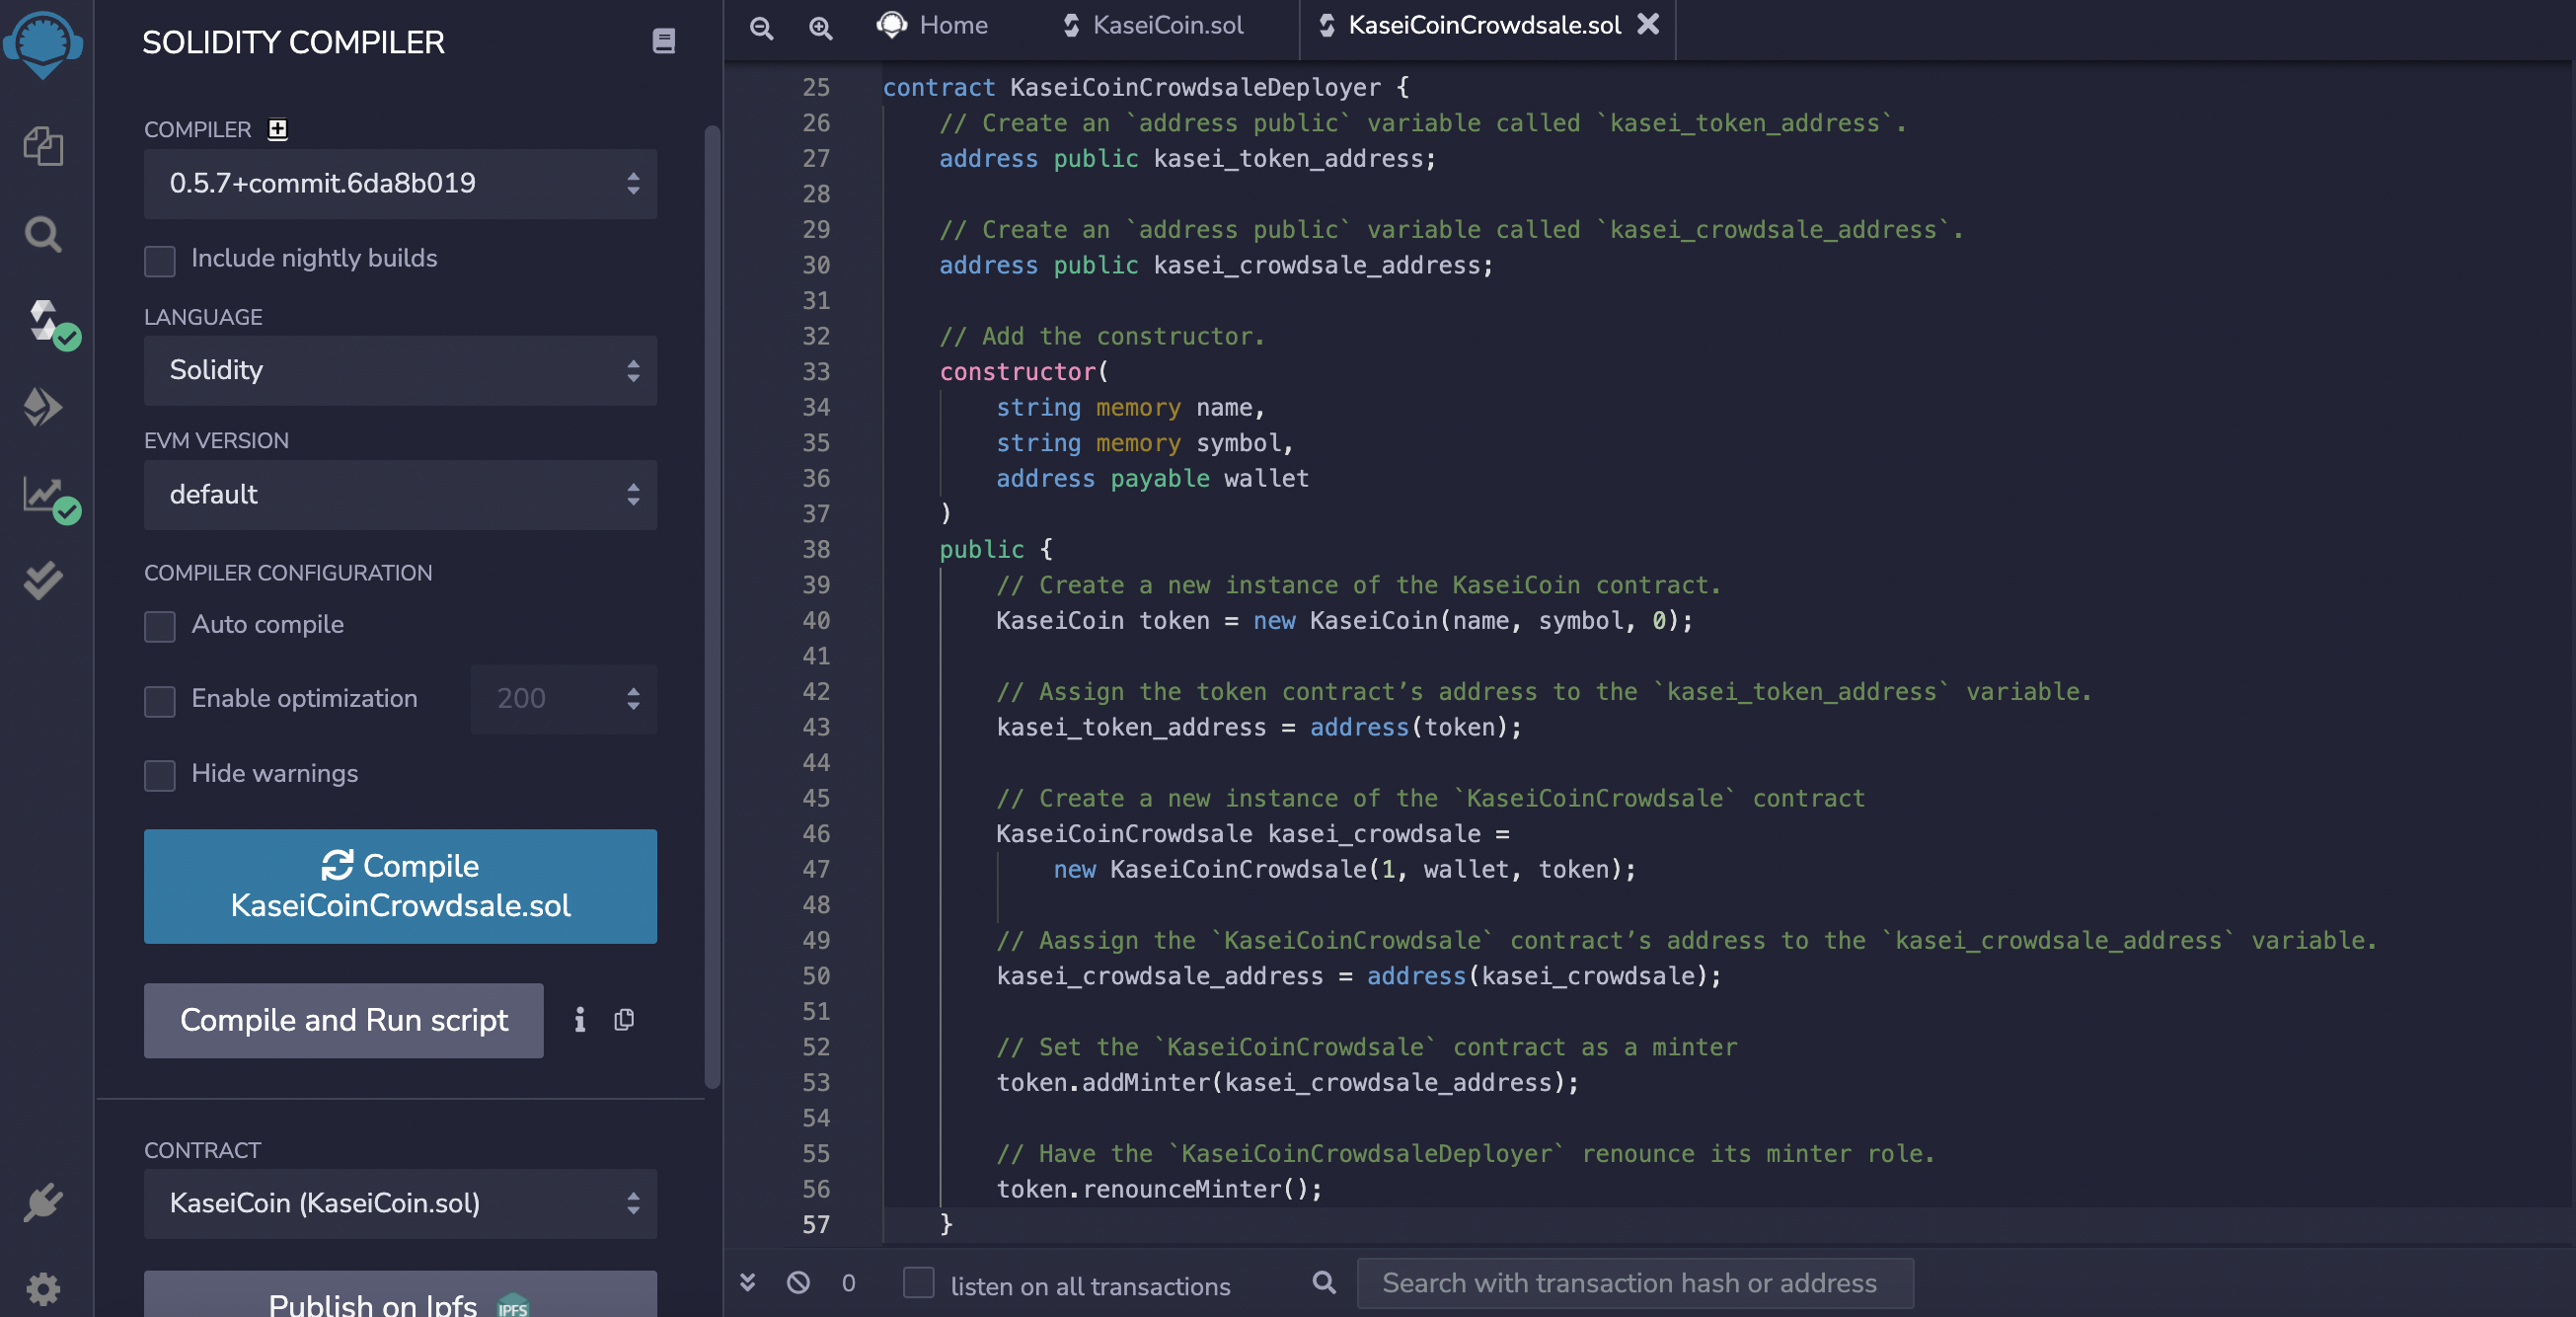 SOLIDITY COMPILER
COMPILER
0.5.7+commit.6da8b019
Include nightly builds
LANGUAGE
Solidity
EVM VERSION
default
COMPILER CONFIGURATION
Auto compile
Enable optimization 200
Hide warnings
Compile
KaseiCoinCrowdsale.sol
Compile and Run script
CONTRACT
KaseiCoin (KaseiCoin.sol)
Publish on Ipfs IPFS
Home KaseiCoin.sol KaseiCoinCrowdsale.sol
25 contract KaseiCoinCrowdsaleDeployer {
26 // Create an `address public` variable called `kasei_token_address`.
27 address public kasei_token_address;
28
29 // Create an `address public` variable called `kasei_crowdsale_address`.
30 address public kasei_crowdsale_address;
31
32 // Add the constructor.
33 constructor(
34 string memory name,
35 string memory symbol,
36 address payable wallet
37 )
38 public {
39 // Create a new instance of the KaseiCoin contract.
40 KaseiCoin token = new KaseiCoin(name, symbol, 0);
41
42 // Assign the token contract’s address to the `kasei_token_address` variable.
43 kasei_token_address = address(token);
44
45 // Create a new instance of the `KaseiCoinCrowdsale` contract
46 KaseiCoinCrowdsale kasei_crowdsale =
47 new KaseiCoinCrowdsale(1, wallet, token);
48
49 // Aassign the `KaseiCoinCrowdsale` contract’s address to the `kasei_crowdsale_address` variable.
50 kasei_crowdsale_address = address(kasei_crowdsale);
51
52 // Set the `KaseiCoinCrowdsale` contract as a minter
53 token.addMinter(kasei_crowdsale_address);
54
55 // Have the `KaseiCoinCrowdsaleDeployer` renounce its minter role.
56 token.renounceMinter();
57 }
0 listen on all transactions Search with transaction hash or address